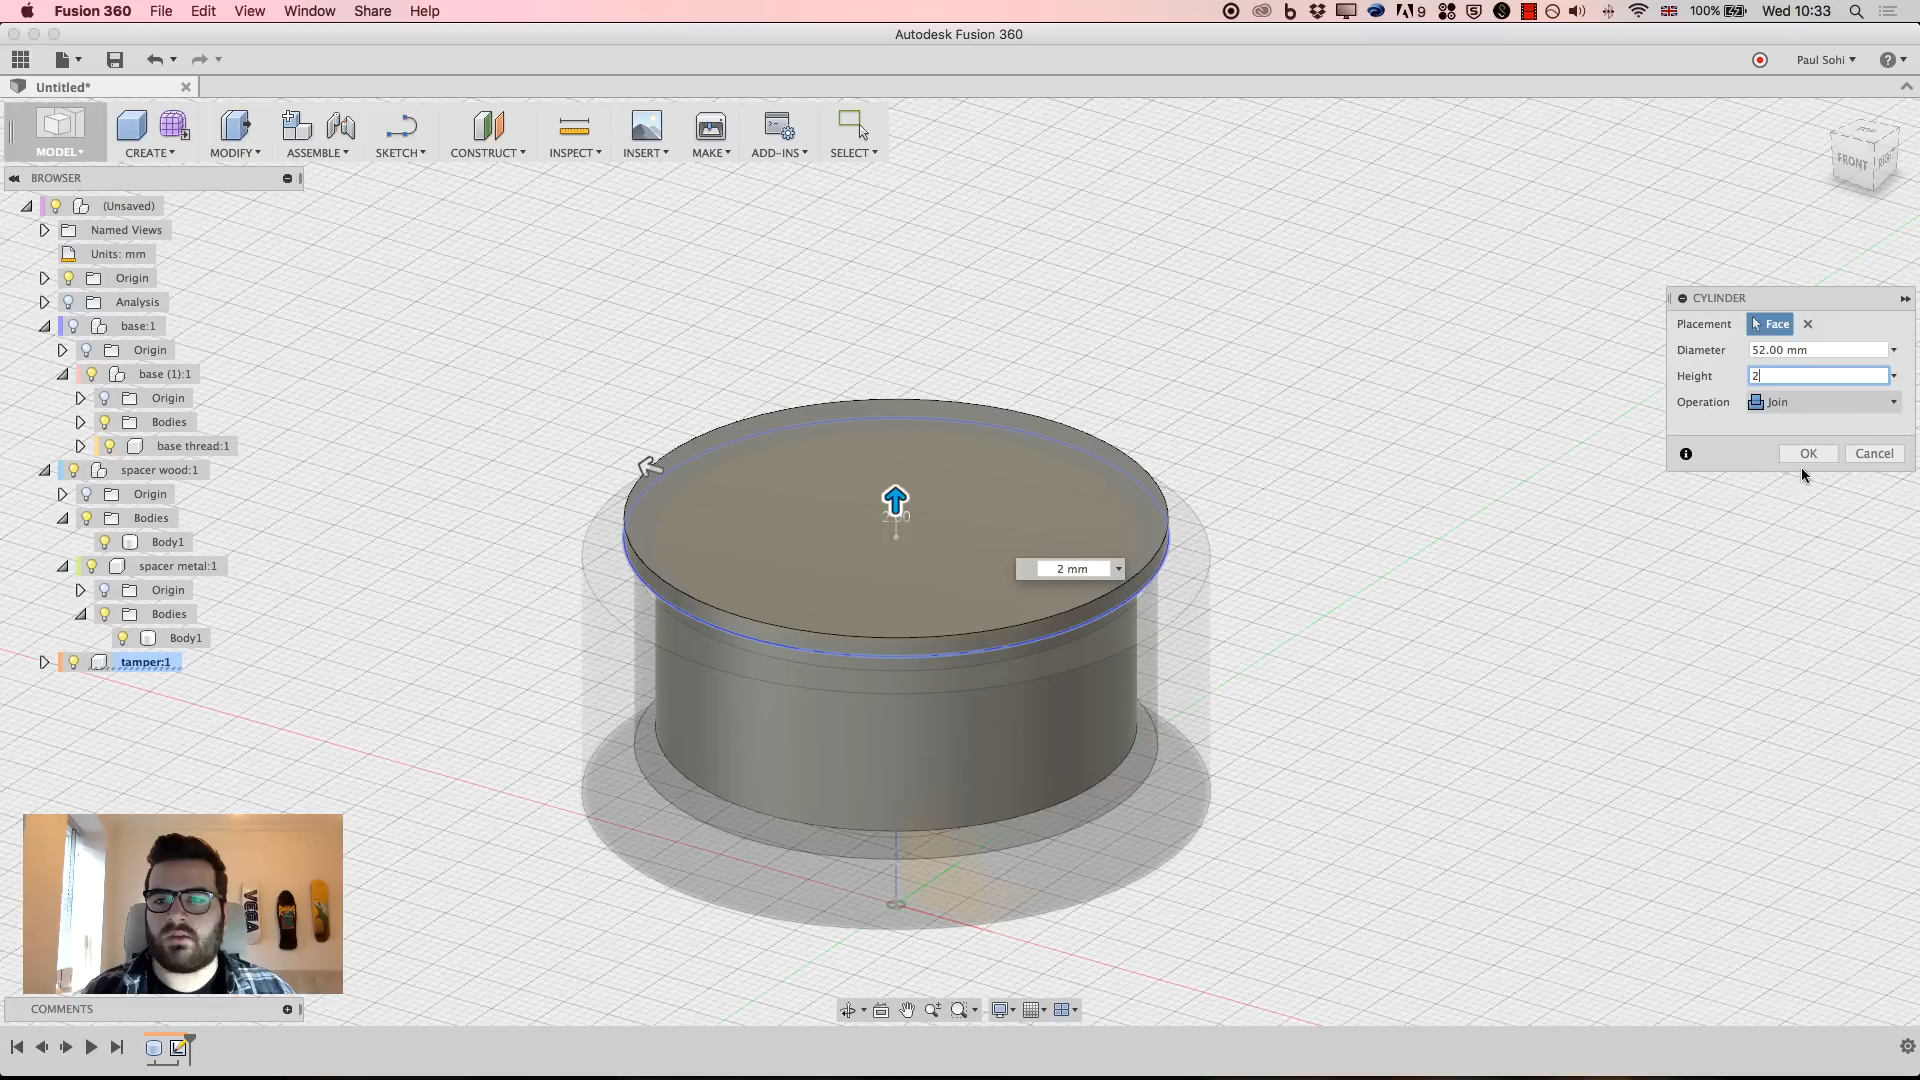 Fusion 360 File Edit View Window Share Help 9 100% Wed 10:33
Autodesk Fusion 360
Paul Sohi
Untitled*
MODEL CREATE MODIFY ASSEMBLE SKETCH CONSTRUCT INSPECT INSERT MAKE ADD-INS SELECT
FRONT RIGHT
BROWSER
(Unsaved)
Named Views
Units: mm
Origin
Analysis
base:1
Origin
base (1):1
Origin
Bodies
base thread:1
spacer wood:1
Origin
Bodies
Body1
spacer metal:1
Origin
Bodies
Body1
tamper:1
CYLINDER
Placement Face
Diameter 52.00 mm
Height 2
Operation Join
OK Cancel
2 mm
VEGA
COMMENTS